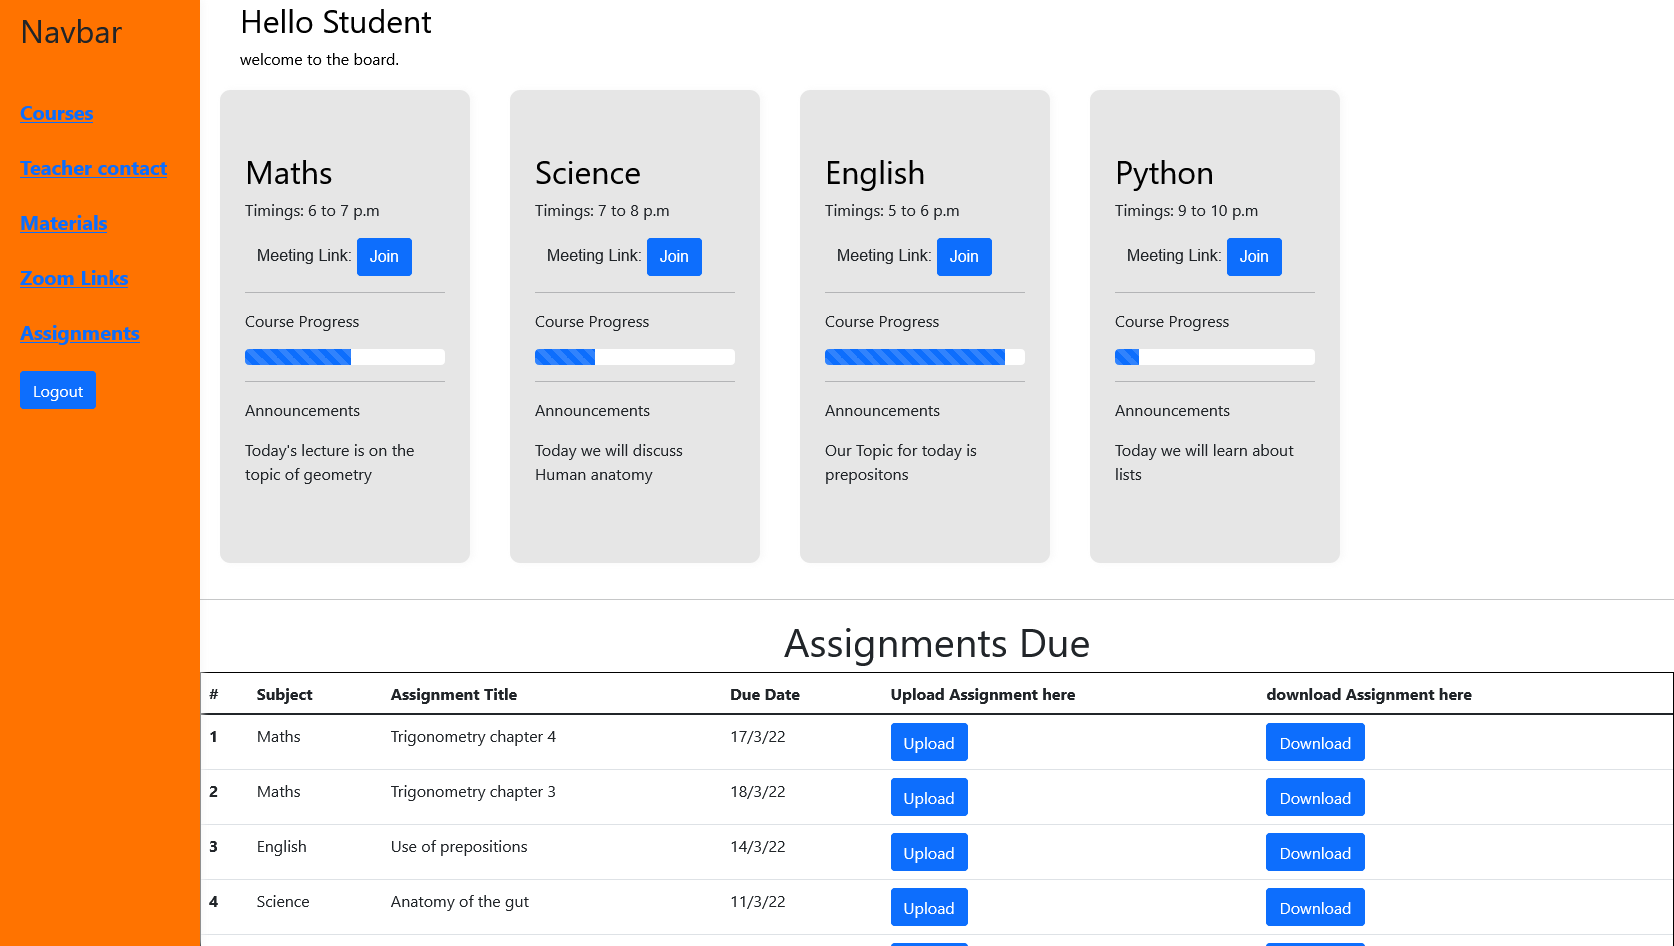 Navbar
Courses
Teacher contact
Materials
Zoom Links
Assignments
Logout
Hello Student
welcome to the board.
Maths
Timings: 6 to 7 p.m
Meeting Link: Join
Course Progress
Announcements
Today's lecture is on the
topic of geometry
Science
Timings: 7 to 8 p.m
Meeting Link: Join
Course Progress
Announcements
Today we will discuss
Human anatomy
English
Timings: 5 to 6 p.m
Meeting Link: Join
Course Progress
Announcements
Our Topic for today is
prepositons
Python
Timings: 9 to 10 p.m
Meeting Link: Join
Course Progress
Announcements
Today we will learn about
lists
Assignments Due
# Subject Assignment Title Due Date Upload Assignment here download Assignment here
1 Maths Trigonometry chapter 4 17/3/22 Upload Download
2 Maths Trigonometry chapter 3 18/3/22 Upload Download
3 English Use of prepositions 14/3/22 Upload Download
4 Science Anatomy of the gut 11/3/22 Upload Download